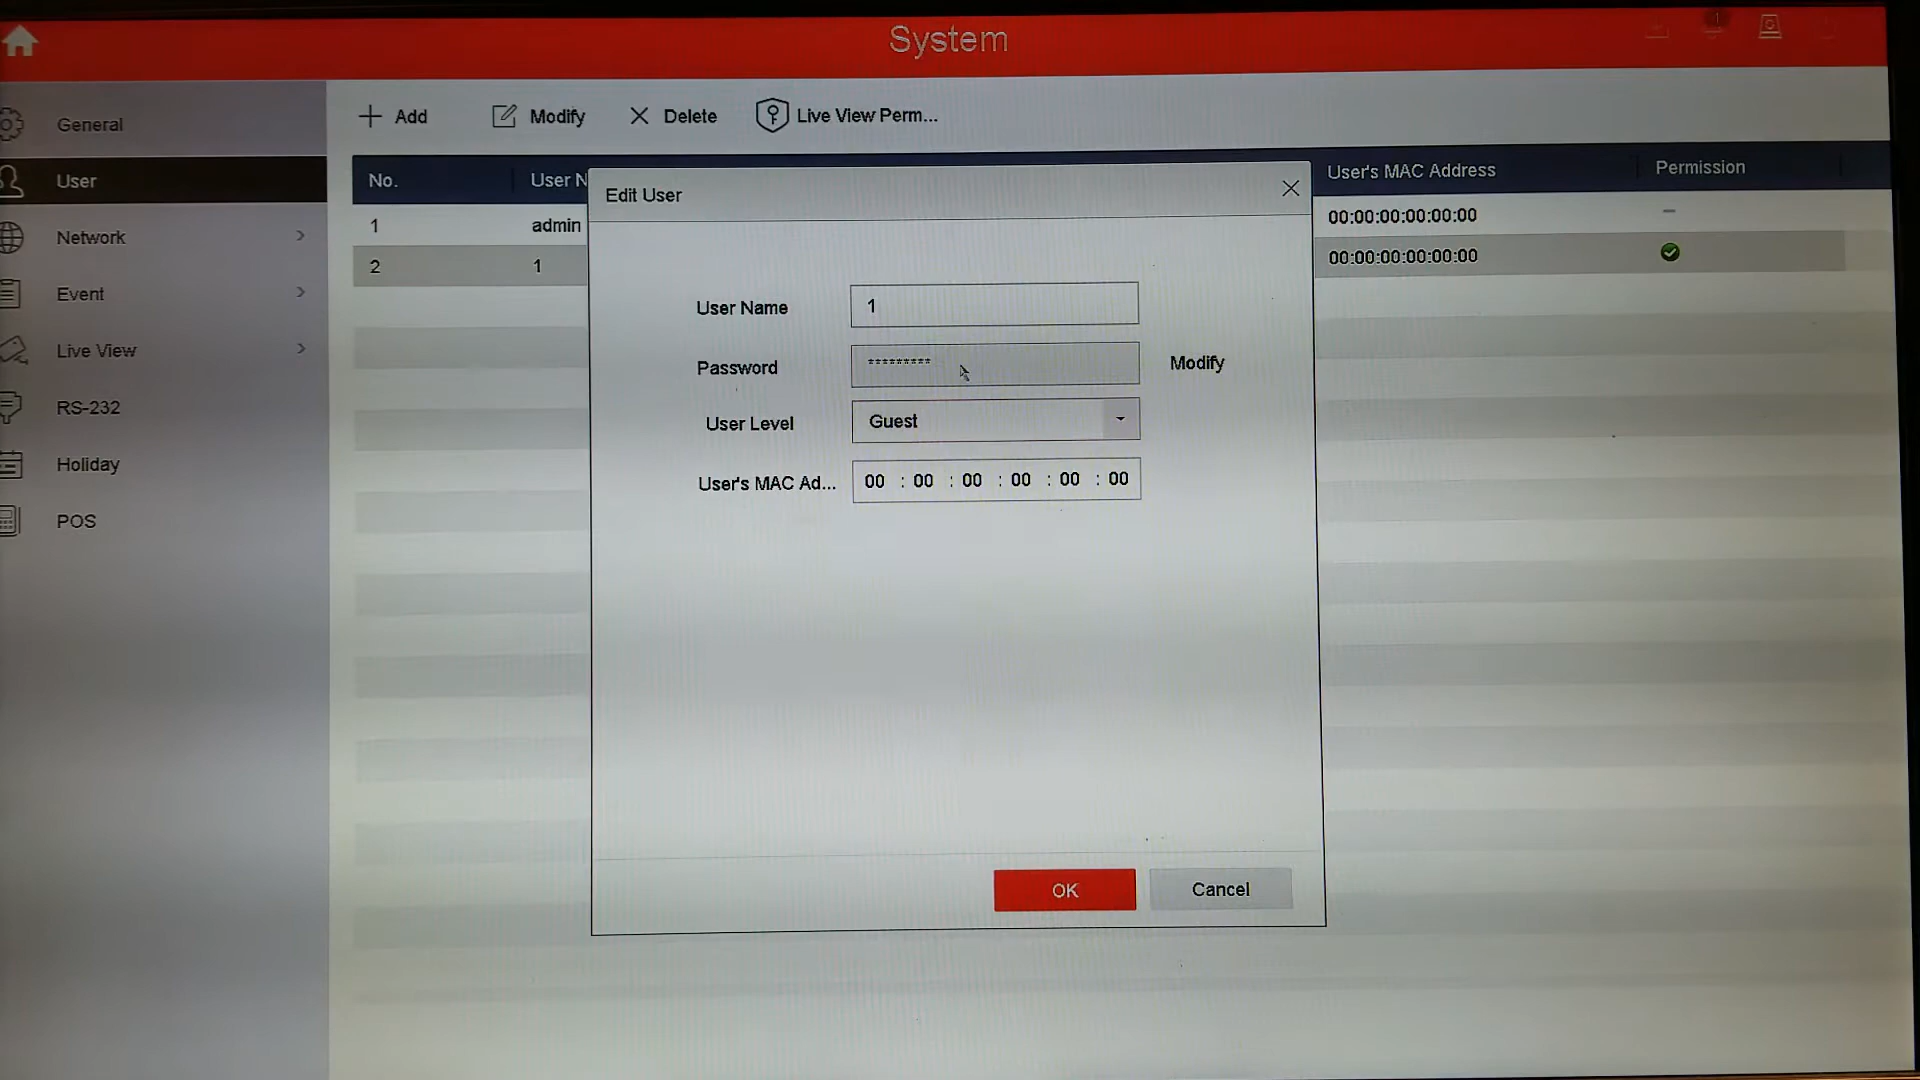 System
General
User
Network
Event
Live View
RS-232
Holiday
POS
Add
Modify
Delete
Live View Perm...
No.
User N
User's MAC Address
Permission
1
admin
00:00:00:00:00:00
–
2
1
00:00:00:00:00:00
Edit User
User Name
1
Password
*********
Modify
User Level
Guest
User's MAC Ad...
00 : 00 : 00 : 00 : 00 : 00
OK
Cancel